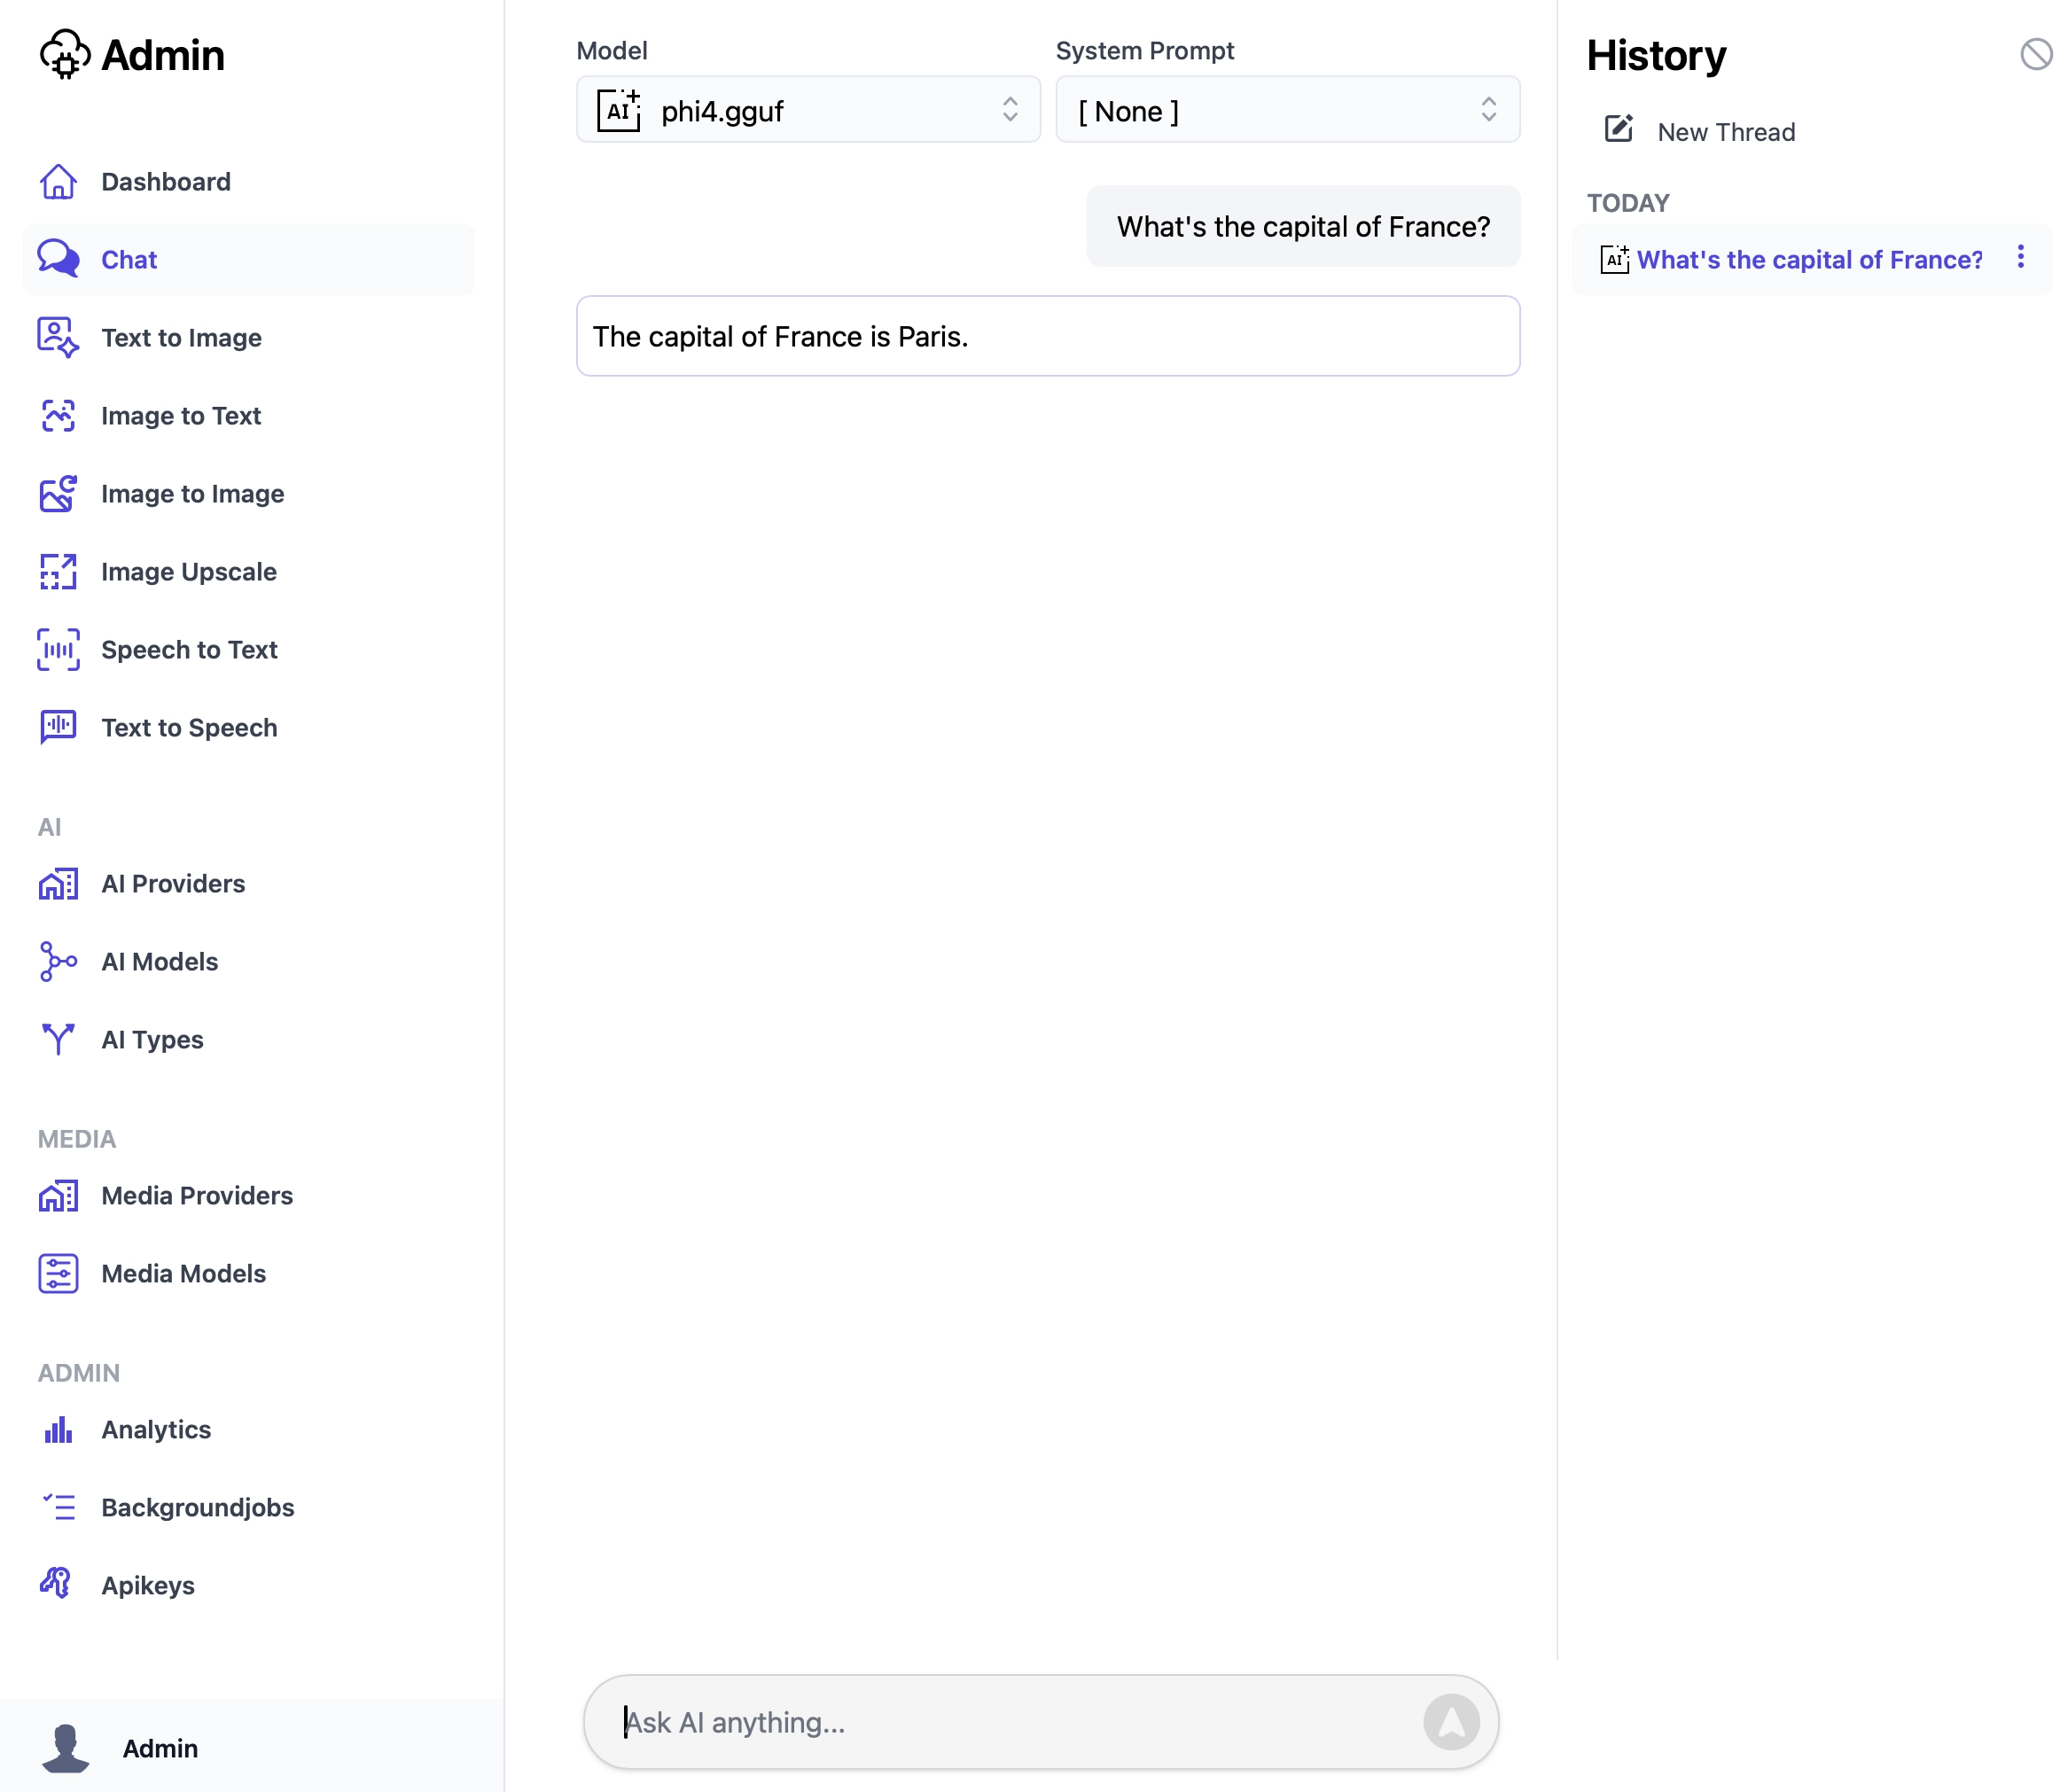 Admin
Dashboard
Chat
Text to Image
Image to Text
Image to Image
Image Upscale
Speech to Text
Text to Speech
AI
AI Providers
AI Models
AI Types
MEDIA
Media Providers
Media Models
ADMIN
Analytics
Backgroundjobs
Apikeys
Admin
Model
System Prompt
AI phi4.gguf
[ None ]
What's the capital of France?
The capital of France is Paris.
Ask AI anything...
History
New Thread
TODAY
AI What's the capital of France?